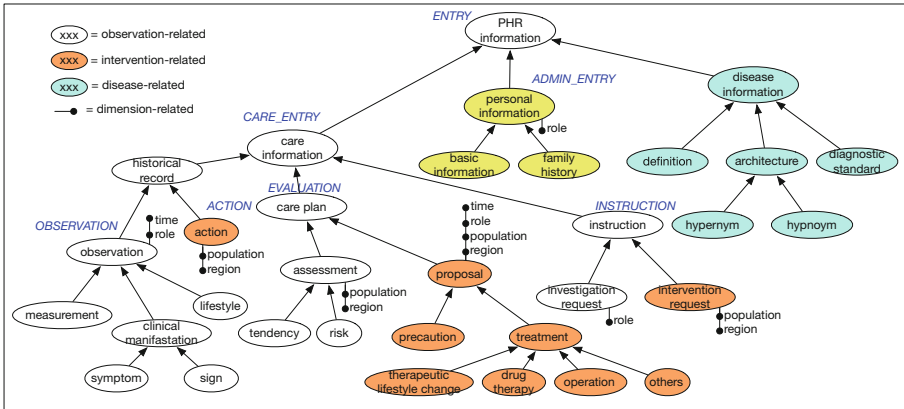 ENTRY
PHR
information
xxx = observation-related
xxx = intervention-related
xxx = disease-related
= dimension-related
ADMIN_ENTRY
personal
information
role
disease
information
CARE_ENTRY
care
information
basic
information
family
history
definition
architecture
diagnostic
standard
historical
record
EVALUATION
care plan
ACTION
action
population
region
OBSERVATION
time
role
observation
time
role
population
region
INSTRUCTION
instruction
hypernym
hypnoym
assessment
population
region
proposal
investigation
request
role
intervention
request
population
region
measurement
lifestyle
clinical
manifastation
tendency
risk
precaution
treatment
symptom
sign
therapeutic
lifestyle change
drug
therapy
operation
others